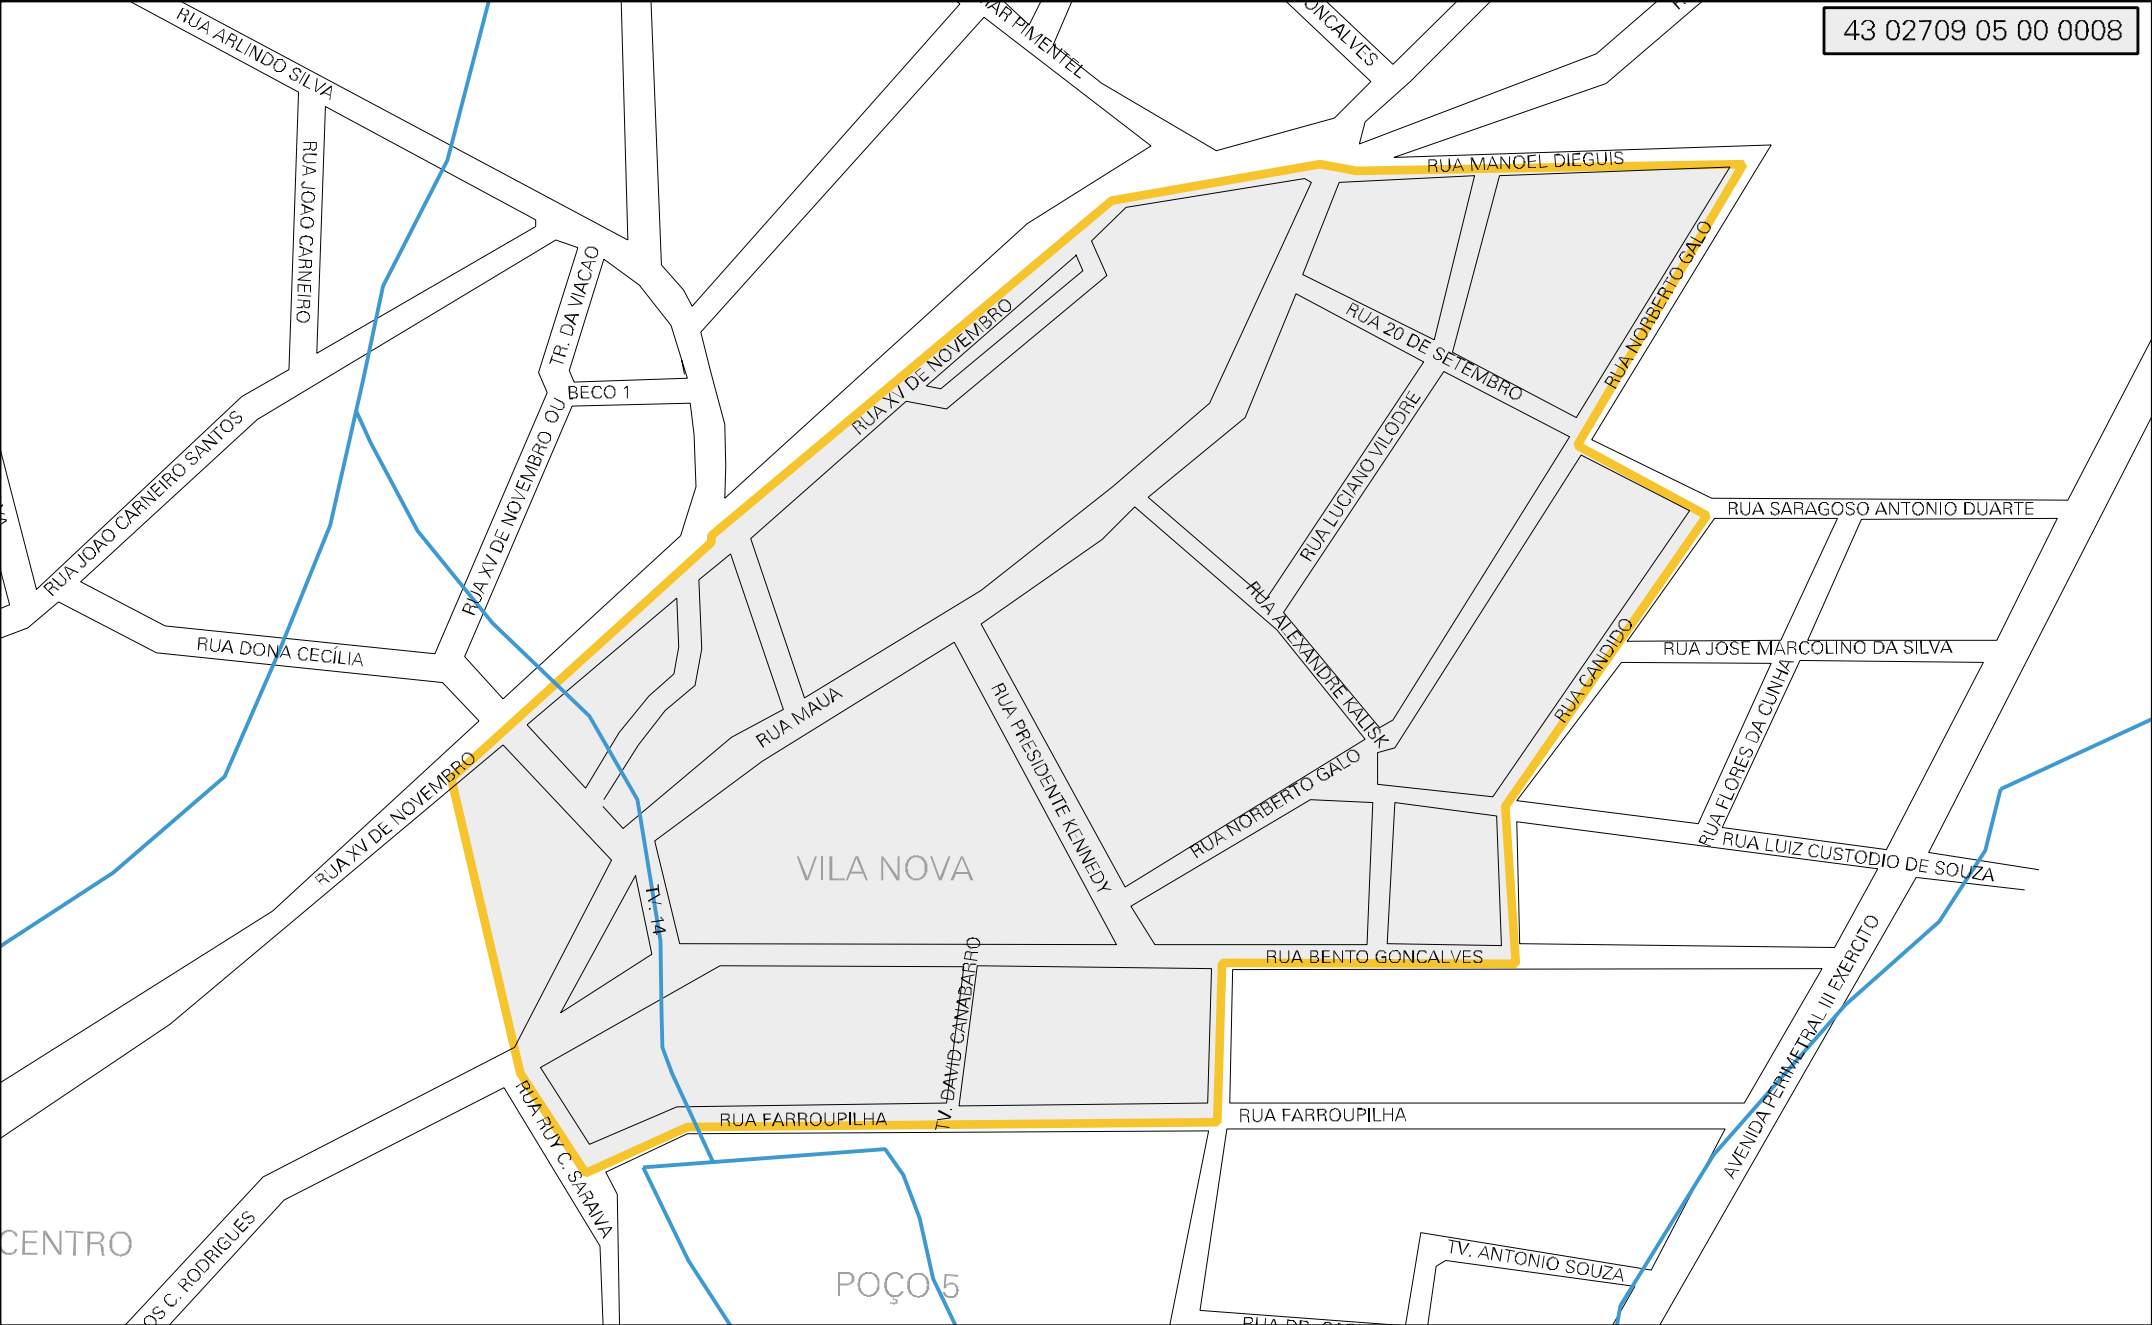 43 02709 05 00 0008
RUA ARLINDO SILVA
RUA JOAO CARNEIRO
TR. DA VIACAO
BECO 1
RUA XV DE NOVEMBRO OU
RUA JOAO CARNEIRO SANTOS
RUA DONA CECÍLIA
PIMENTEL
RUA MANOEL DIEGUIS
RUA NORBERTO GALO
RUA XV DE NOVEMBRO
RUA 20 DE SETEMBRO
RUA LUCIANO VILODRE
RUA SARAGOSO ANTONIO DUARTE
RUA ALEXANDRE KALISK
RUA JOSE MARCOLINO DA SILVA
RUA CANDIDO
RUA FLORES DA CUNHA
RUA MAUA
RUA PRESIDENTE KENNEDY
RUA NORBERTO GALO
RUA XV DE NOVEMBRO
VILA NOVA
RUA LUIZ CUSTODIO DE SOUZA
TV. 14
RUA BENTO GONCALVES
TV. DAVID CANABARRO
AVENIDA PERIMETRAL III EXERCITO
RUA FARROUPILHA
RUA FARROUPILHA
RUA RUY C. SARAIVA
CENTRO
C. RODRIGUES
POÇO 5
TV. ANTONIO SOUZA